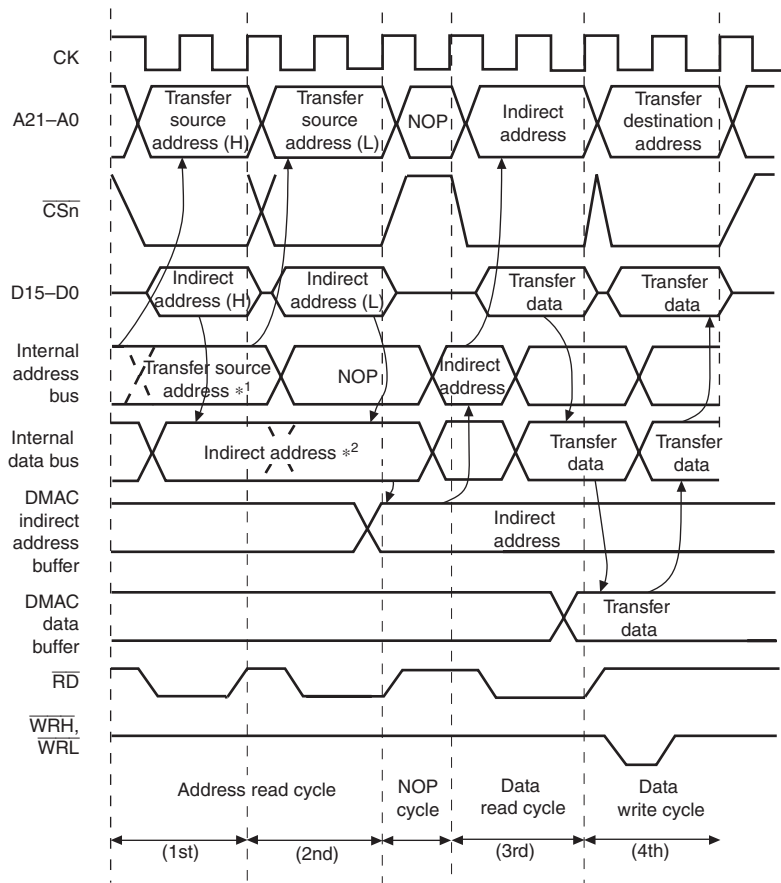 CK
A21–A0
Transfer
source
address (H)
Transfer
source
address (L)
NOP
Indirect
address
Transfer
destination
address
CSn
D15–D0
Indirect
address (H)
Indirect
address (L)
Transfer
data
Transfer
data
Internal
address
bus
Transfer source
address *1
NOP
Indirect
address
Internal
data bus
Indirect address *2
Transfer
data
Transfer
data
DMAC
indirect
address
buffer
Indirect
address
DMAC
data
buffer
Transfer
data
RD
WRH,
WRL
Address read cycle
NOP
cycle
Data
read cycle
Data
write cycle
(1st)
(2nd)
(3rd)
(4th)